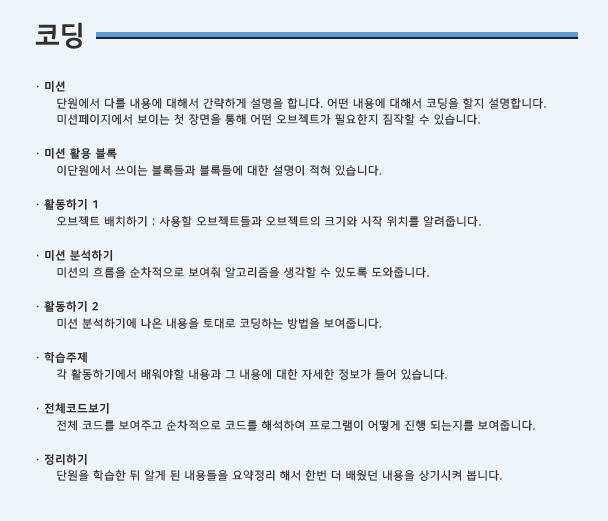 코딩
· 미션
단원에서 다룰 내용에 대해서 간략하게 설명을 합니다. 어떤 내용에 대해서 코딩을 할지 설명합니다.
미션페이지에서 보이는 첫 장면을 통해 어떤 오브젝트가 필요한지 짐작할 수 있습니다.
· 미션 활용 블록
이단원에서 쓰이는 블록들과 블록들에 대한 설명이 적혀 있습니다.
· 활동하기 1
오브젝트 배치하기 : 사용할 오브젝트들과 오브젝트의 크기와 시작 위치를 알려줍니다.
· 미션 분석하기
미션의 흐름을 순차적으로 보여줘 알고리즘을 생각할 수 있도록 도와줍니다.
· 활동하기 2
미션 분석하기에 나온 내용을 토대로 코딩하는 방법을 보여줍니다.
· 학습주제
각 활동하기에서 배워야할 내용과 그 내용에 대한 자세한 정보가 들어 있습니다.
· 전체코드보기
전체 코드를 보여주고 순차적으로 코드를 해석하여 프로그램이 어떻게 진행 되는지를 보여줍니다.
· 정리하기
단원을 학습한 뒤 알게 된 내용들을 요약정리 해서 한번 더 배웠던 내용을 상기시켜 봅니다.